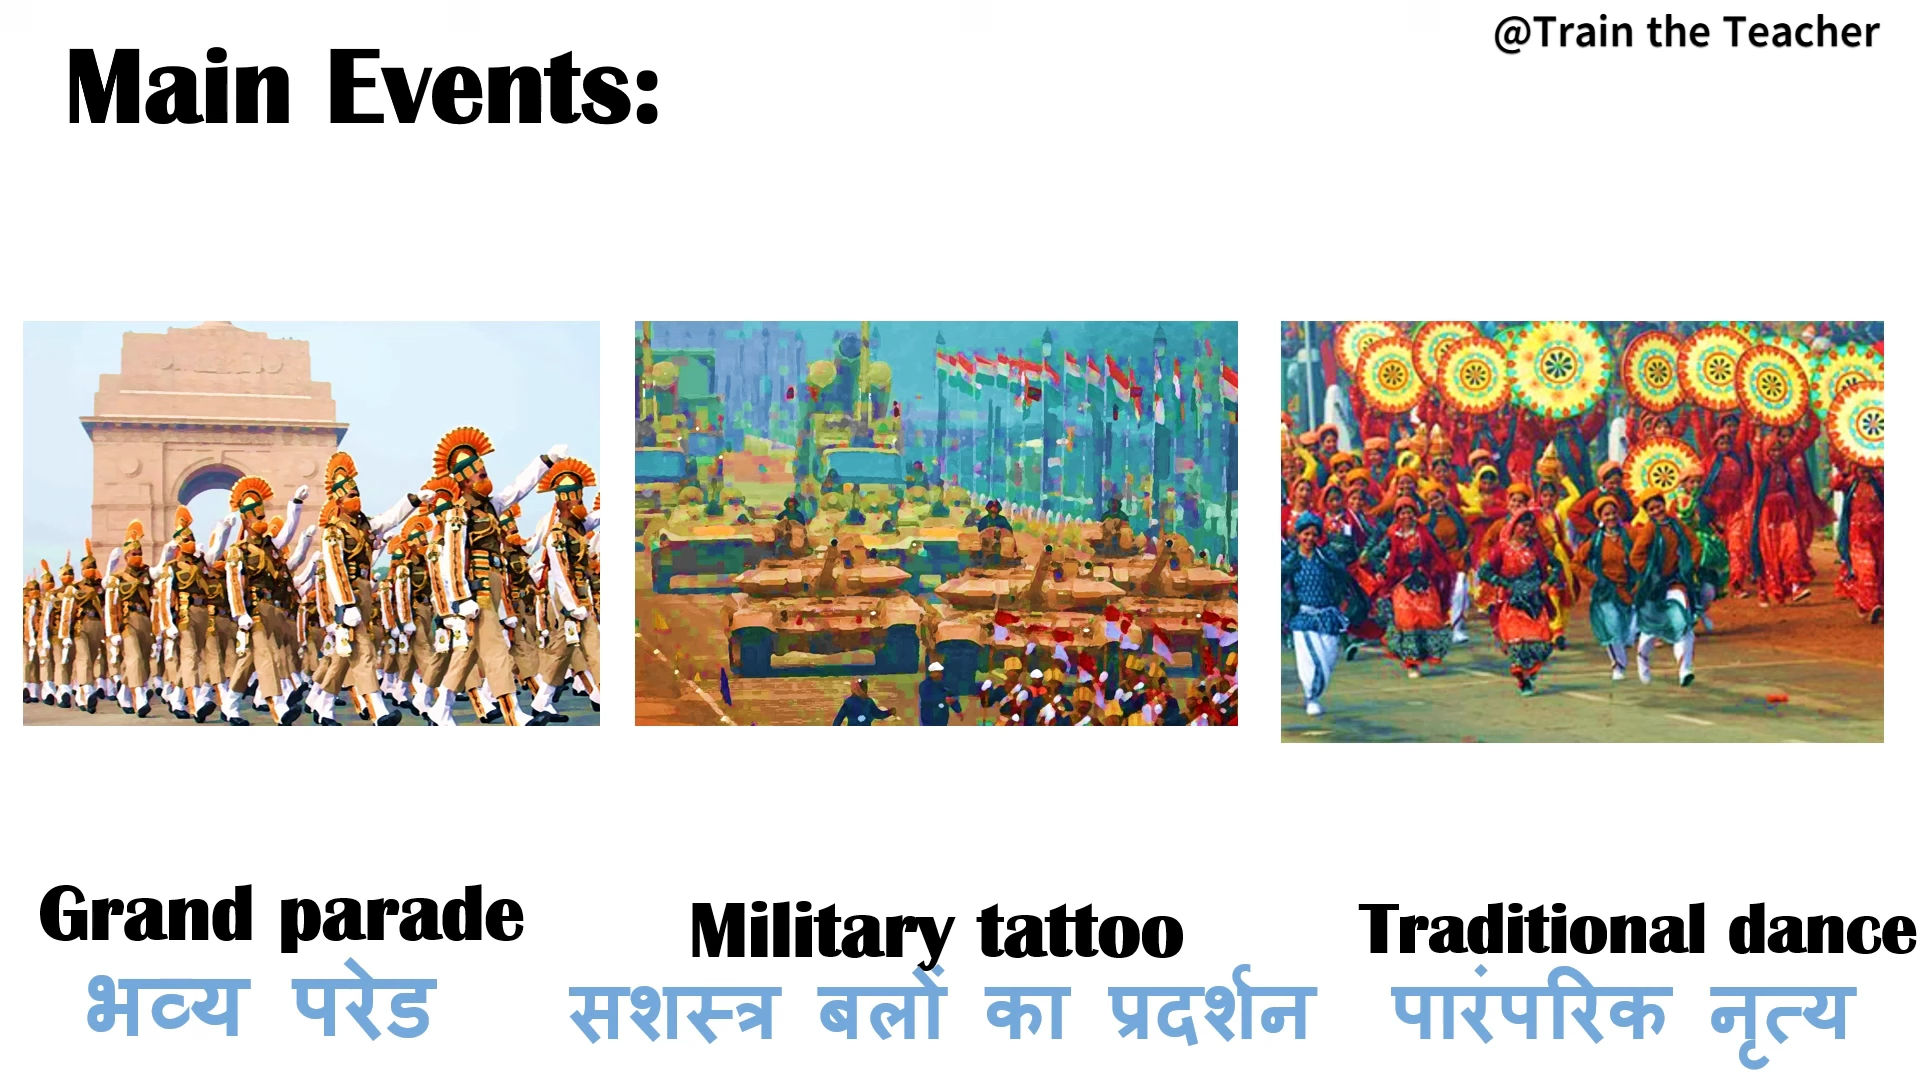 @Train the Teacher
Main Events:
Grand parade
भव्य परेड
Military tattoo
सशस्त्र बलों का प्रदर्शन
Traditional dance
पारंपरिक नृत्य